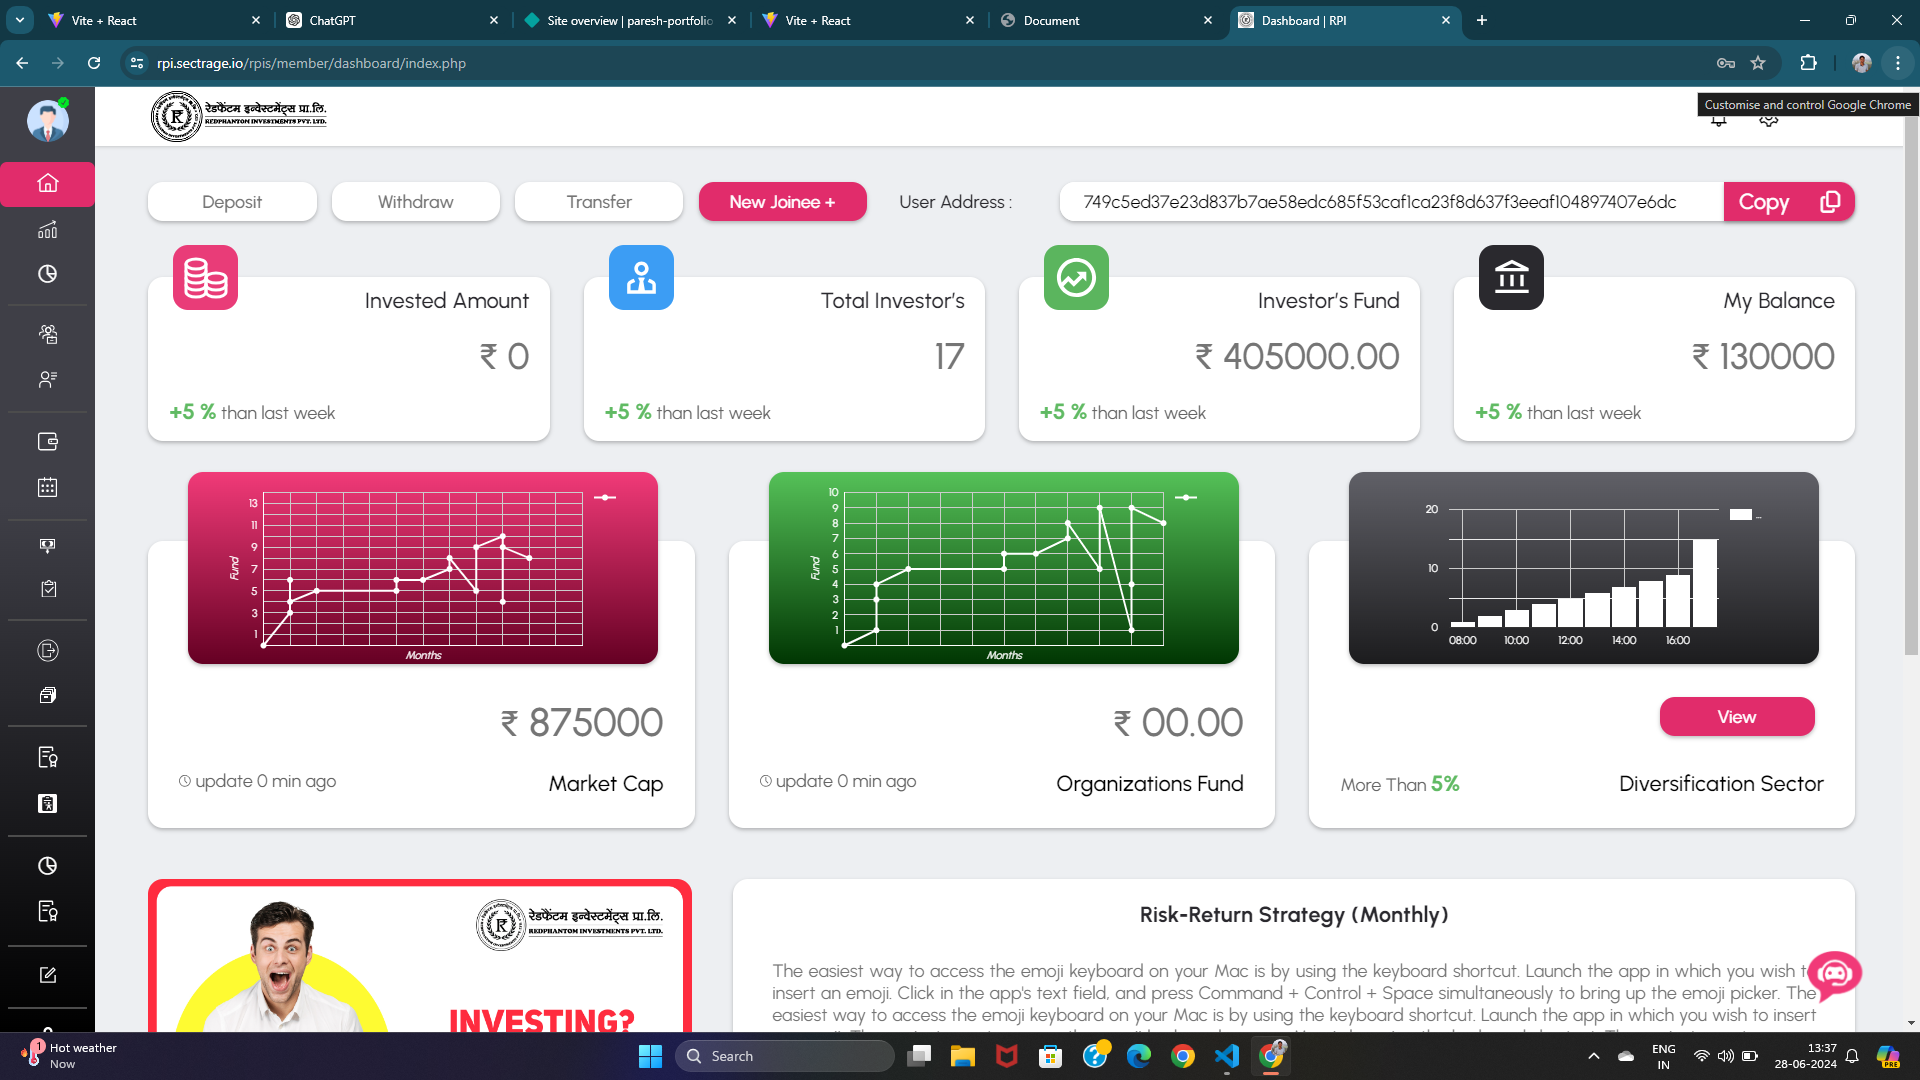 Vite + React
ChatGPT
Site overview | paresh-portfolio
Vite + React
Document
Dashboard | RPI
rpi.sectrage.io/rpis/member/dashboard/index.php
Customise and control Google Chrome
रेडफैंटम इन्वेस्टमेंट्स प्रा.लि.
REDPHANTOM INVESTMENTS PVT. LTD.
Deposit
Withdraw
Transfer
New Joinee +
User Address :
749c5ed37e23d837b7ae58edc685f53caf1ca23f8d637f3eeaf104897407e6dc
Copy
Invested Amount
₹ 0
+5 % than last week
Total Investor's
17
+5 % than last week
Investor's Fund
₹ 405000.00
+5 % than last week
My Balance
₹ 130000
+5 % than last week
13
11
9
7
5
3
1
Fund
Months
₹ 875000
update 0 min ago
Market Cap
10
9
8
7
6
5
4
3
2
1
Fund
Months
₹ 00.00
update 0 min ago
Organizations Fund
20
10
0
...
08:00 10:00 12:00 14:00 16:00
View
More Than 5%
Diversification Sector
रेडफैंटम इन्वेस्टमेंट्स प्रा.लि.
REDPHANTOM INVESTMENTS PVT. LTD.
INVESTING?
Risk-Return Strategy (Monthly)
The easiest way to access the emoji keyboard on your Mac is by using the keyboard shortcut. Launch the app in which you wish
insert an emoji. Click in the app's text field, and press Command + Control + Space simultaneously to bring up the emoji picker. The
easiest way to access the emoji keyboard on your Mac is by using the keyboard shortcut. Launch the app in which you wish to insert
1
Hot weather
Now
Search
ENG
IN
13:37
28-06-2024
PRE